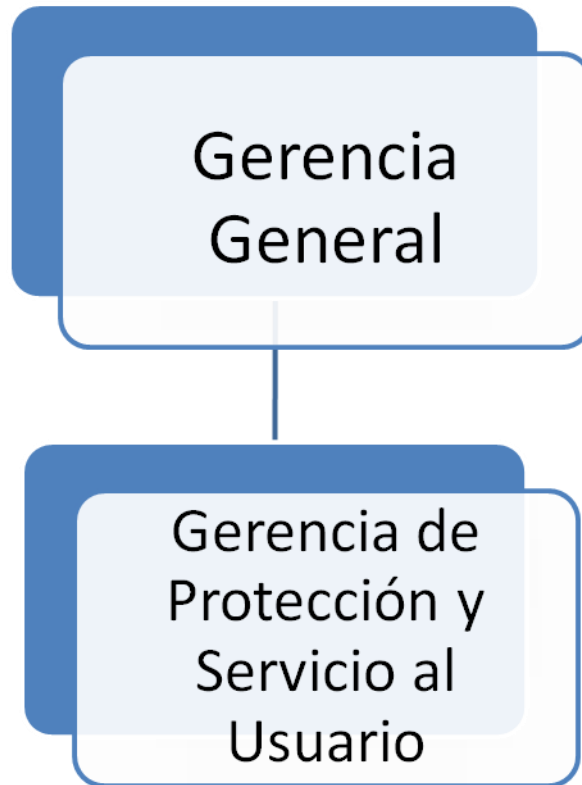 Gerencia
General
Gerencia de
Protección y
Servicio al
Usuario